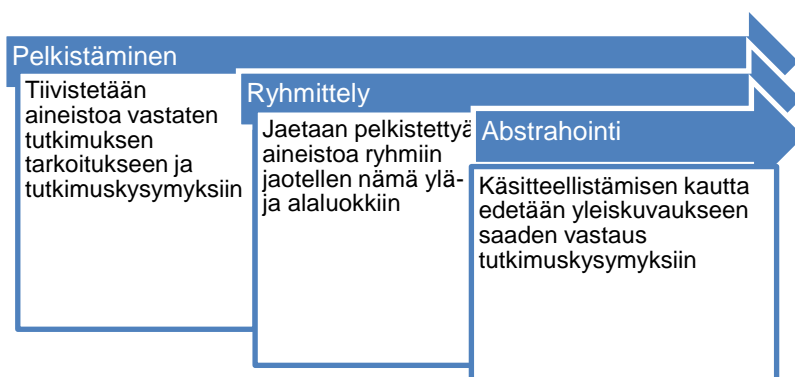 Pelkistäminen
Tiivistetään
aineistoa vastaten
tutkimuksen
tarkoitukseen ja
tutkimuskysymyksiin
Ryhmittely
Jaetaan pelkistettyä
aineistoa ryhmiin
jaotellen nämä ylä-
ja alaluokkiin
Abstrahointi
Käsitteellistämisen kautta
edetään yleiskuvaukseen
saaden vastaus
tutkimuskysymyksiin